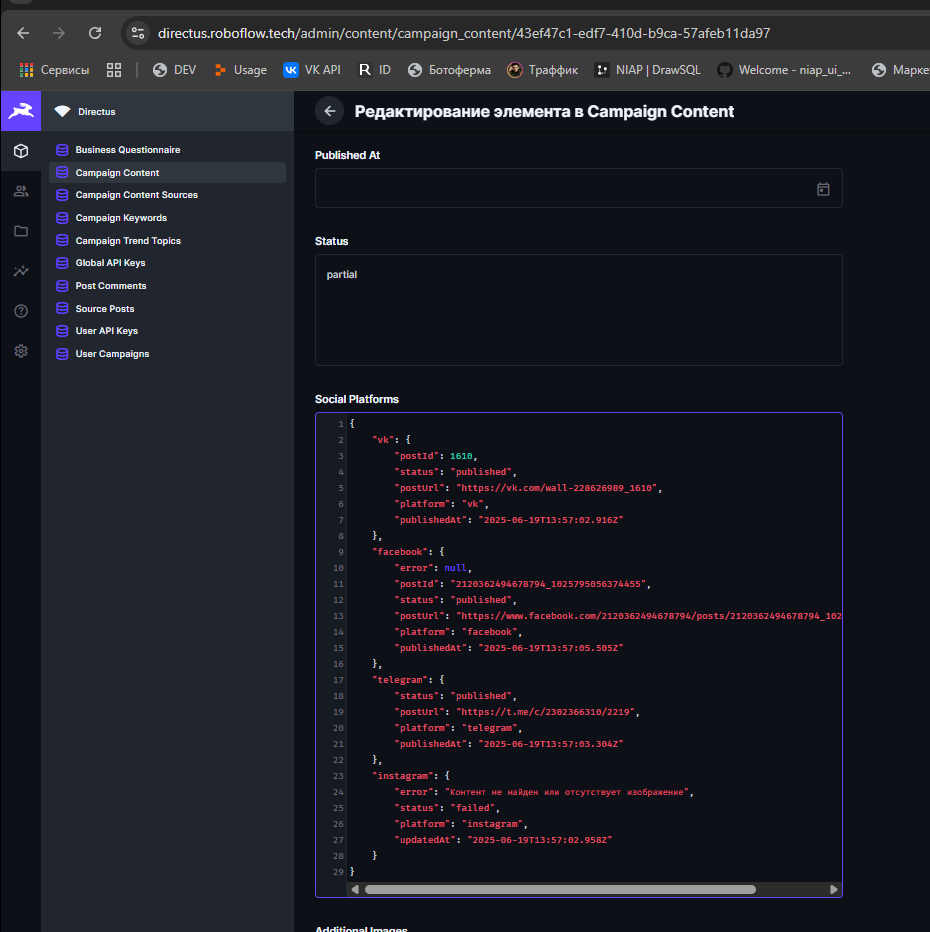 directus.roboflow.tech/admin/content/campaign_content/43ef47c1-edf7-410d-b9ca-57afeb11da97
Сервисы DEV Usage VK API R ID Ботоферма Траффик NIAP | DrawSQL Welcome - niap_ui_... Марке
Directus
Редактирование элемента в Campaign Content
Business Questionnaire
Campaign Content
Campaign Content Sources
Campaign Keywords
Campaign Trend Topics
Global API Keys
Post Comments
Source Posts
User API Keys
User Campaigns
Published At
Status
partial
Social Platforms
1 {
2 "vk": {
3 "postId": 1610,
4 "status": "published",
5 "postUrl": "https://vk.com/wall-228626989_1610",
6 "platform": "vk",
7 "publishedAt": "2025-06-19T13:57:02.916Z"
8 },
9 "facebook": {
10 "error": null,
11 "postId": "2120362494678794_1025795056374455",
12 "status": "published",
13 "postUrl": "https://www.facebook.com/2120362494678794/posts/2120362494678794_102
14 "platform": "facebook",
15 "publishedAt": "2025-06-19T13:57:05.505Z"
16 },
17 "telegram": {
18 "status": "published",
19 "postUrl": "https://t.me/c/2302366310/2219",
20 "platform": "telegram",
21 "publishedAt": "2025-06-19T13:57:03.304Z"
22 },
23 "instagram": {
24 "error": "Контент не найден или отсутствует изображение",
25 "status": "failed",
26 "platform": "instagram",
27 "updatedAt": "2025-06-19T13:57:02.958Z"
28 }
29 }
Additional Images